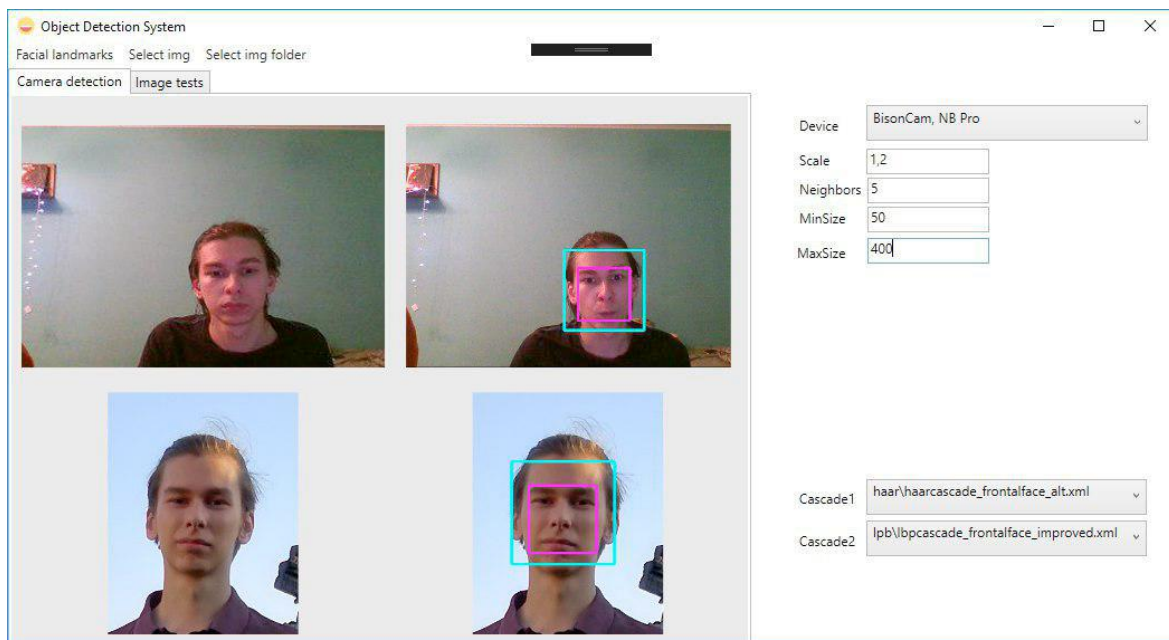 Object Detection System
Facial landmarks Select img Select img folder
Camera detection Image tests
Device BisonCam, NB Pro
Scale 1,2
Neighbors 5
MinSize 50
MaxSize 400
Cascade1 haar\haarcascade_frontalface_alt.xml
Cascade2 lpb\lbpcascade_frontalface_improved.xml